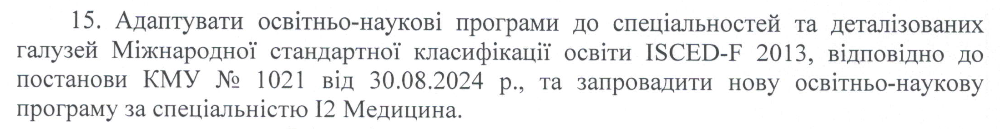 15. Адаптувати освітньо-наукові програми до спеціальностей та деталізованих
галузей Міжнародної стандартної класифікації освіти ISCED-F 2013, відповідно до
постанови КМУ № 1021 від 30.08.2024 р., та запровадити нову освітньо-наукову
програму за спеціальністю І2 Медицина.